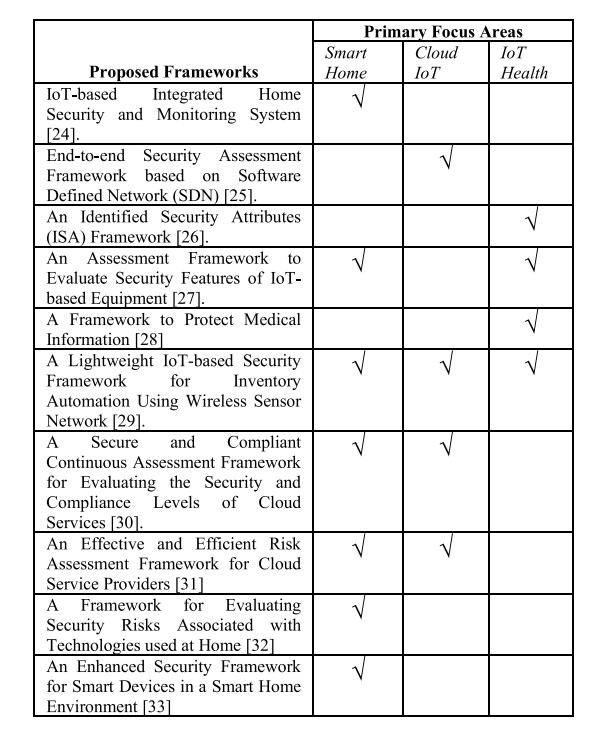 Primary Focus Areas
Proposed Frameworks
Smart
Home
Cloud
IoT
IoT
Health
IoT-based Integrated Home
Security and Monitoring System
[24].
√
End-to-end Security Assessment
Framework based on Software
Defined Network (SDN) [25].
√
An Identified Security Attributes
(ISA) Framework [26].
√
An Assessment Framework to
Evaluate Security Features of IoT-
based Equipment [27].
√ √
A Framework to Protect Medical
Information [28]
√
A Lightweight IoT-based Security
Framework for Inventory
Automation Using Wireless Sensor
Network [29].
√ √ √
A Secure and Compliant
Continuous Assessment Framework
for Evaluating the Security and
Compliance Levels of Cloud
Services [30].
√ √
An Effective and Efficient Risk
Assessment Framework for Cloud
Service Providers [31]
√ √
A Framework for Evaluating
Security Risks Associated with
Technologies used at Home [32]
√
An Enhanced Security Framework
for Smart Devices in a Smart Home
Environment [33]
√